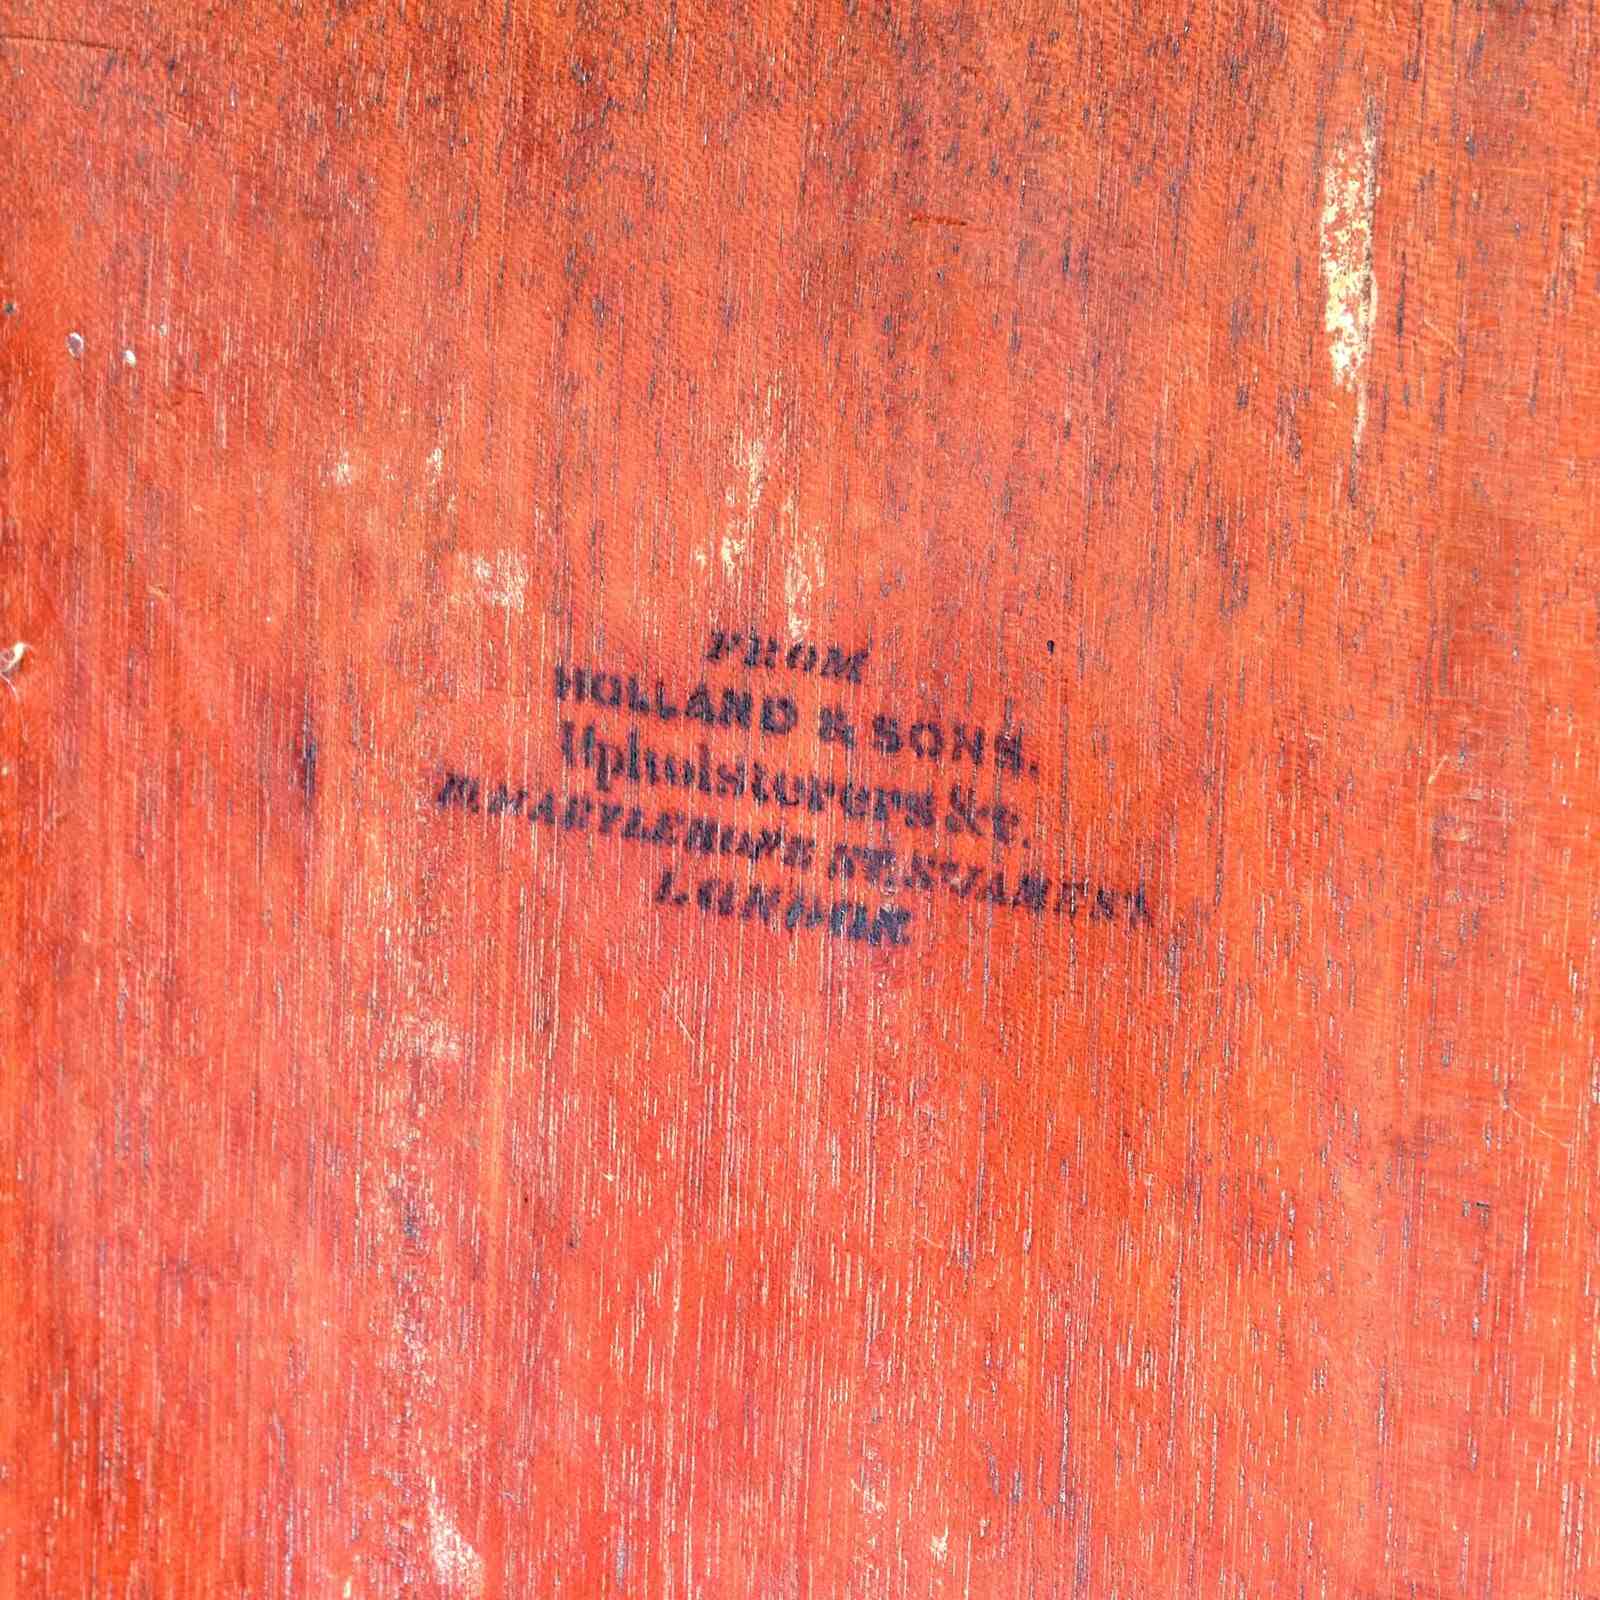 FROM
HOLLAND & SONS.
Upholsterers &c.
MARYLEBONE ST. ST JAMES'S
LONDON